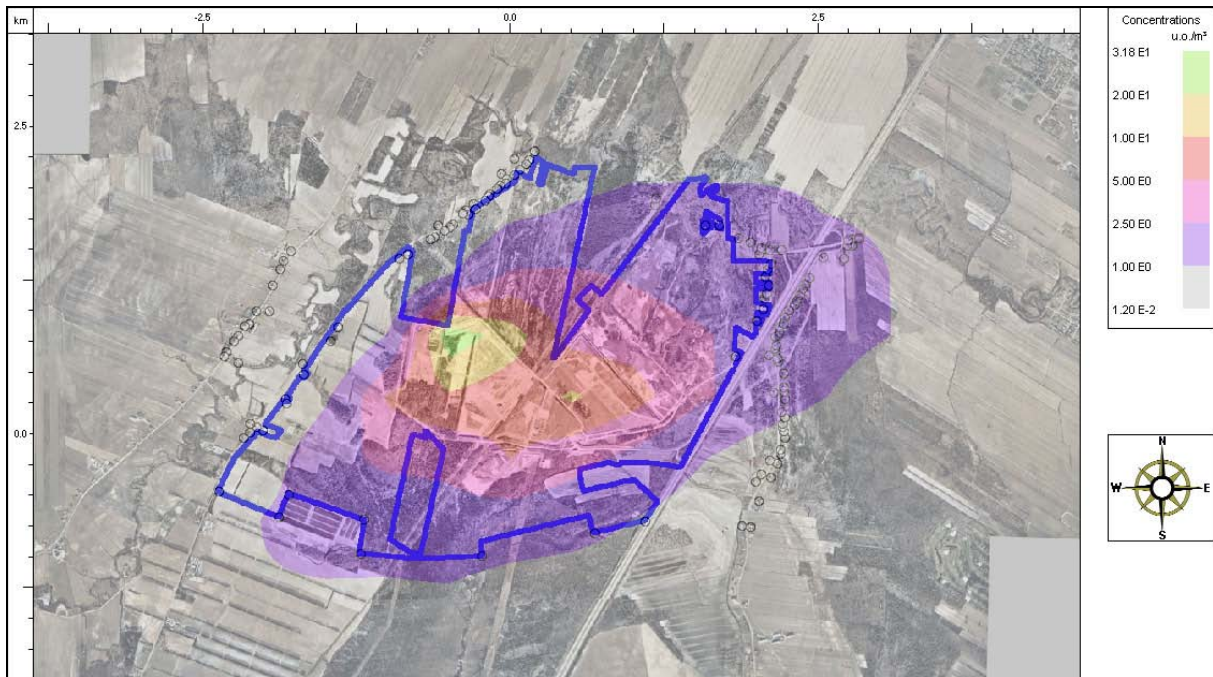 km
-2.5
0.0
2.5
2.5
0.0
Concentrations
u.o./m³
3.18 E1
2.00 E1
1.00 E1
5.00 E0
2.50 E0
1.00 E0
1.20 E-2
N
W
E
S